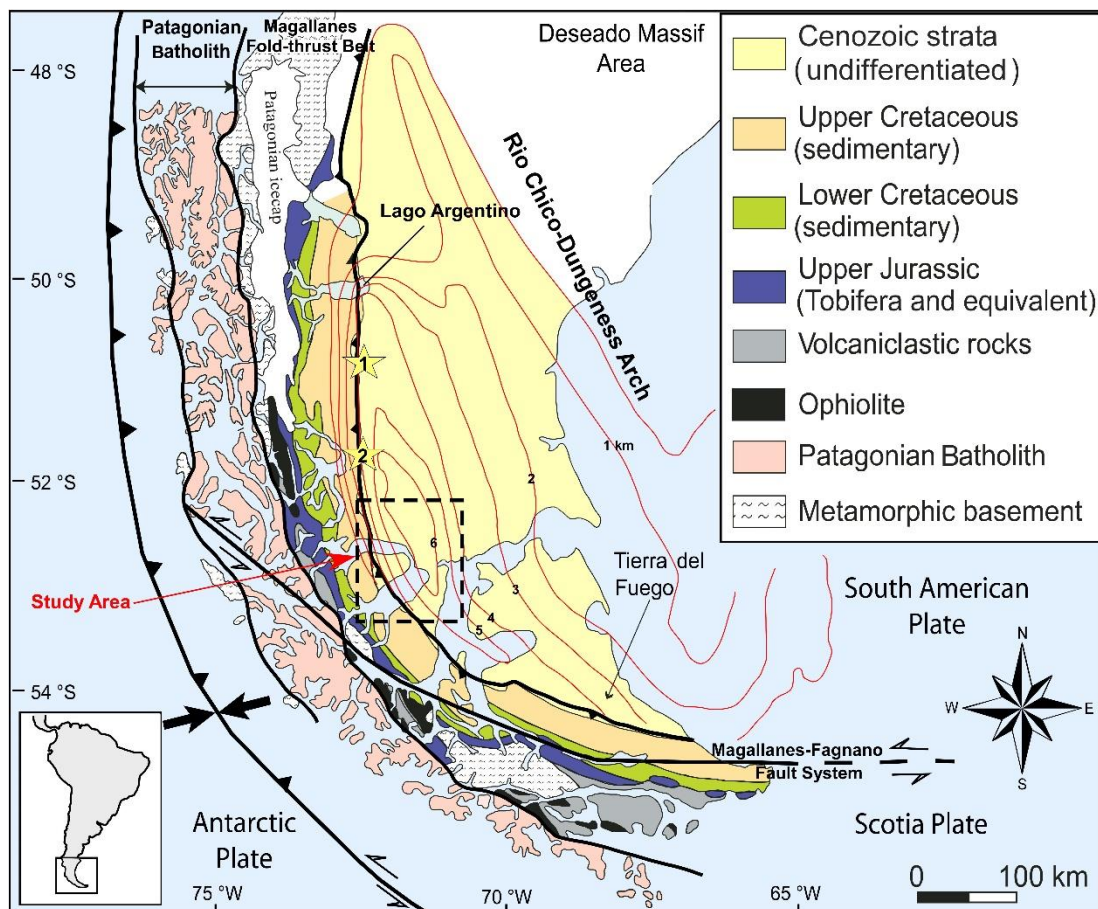 Patagonian
Batholith
Magallanes
Fold-thrust Belt
Deseado Massif
Area
48 °S
50 °S
52 °S
54 °S
Patagonian icecap
Lago Argentino
Rio Chico-Dungeness Arch
1
2
1 km
2
3
4
5
6
Study Area
Tierra del
Fuego
South American
Plate
Magallanes-Fagnano
Fault System
Antarctic
Plate
Scotia Plate
75 °W
70 °W
65 °W
N
W
E
S
0
100 km
Cenozoic strata
(undifferentiated)
Upper Cretaceous
(sedimentary)
Lower Cretaceous
(sedimentary)
Upper Jurassic
(Tobifera and equivalent)
Volcaniclastic rocks
Ophiolite
Patagonian Batholith
Metamorphic basement